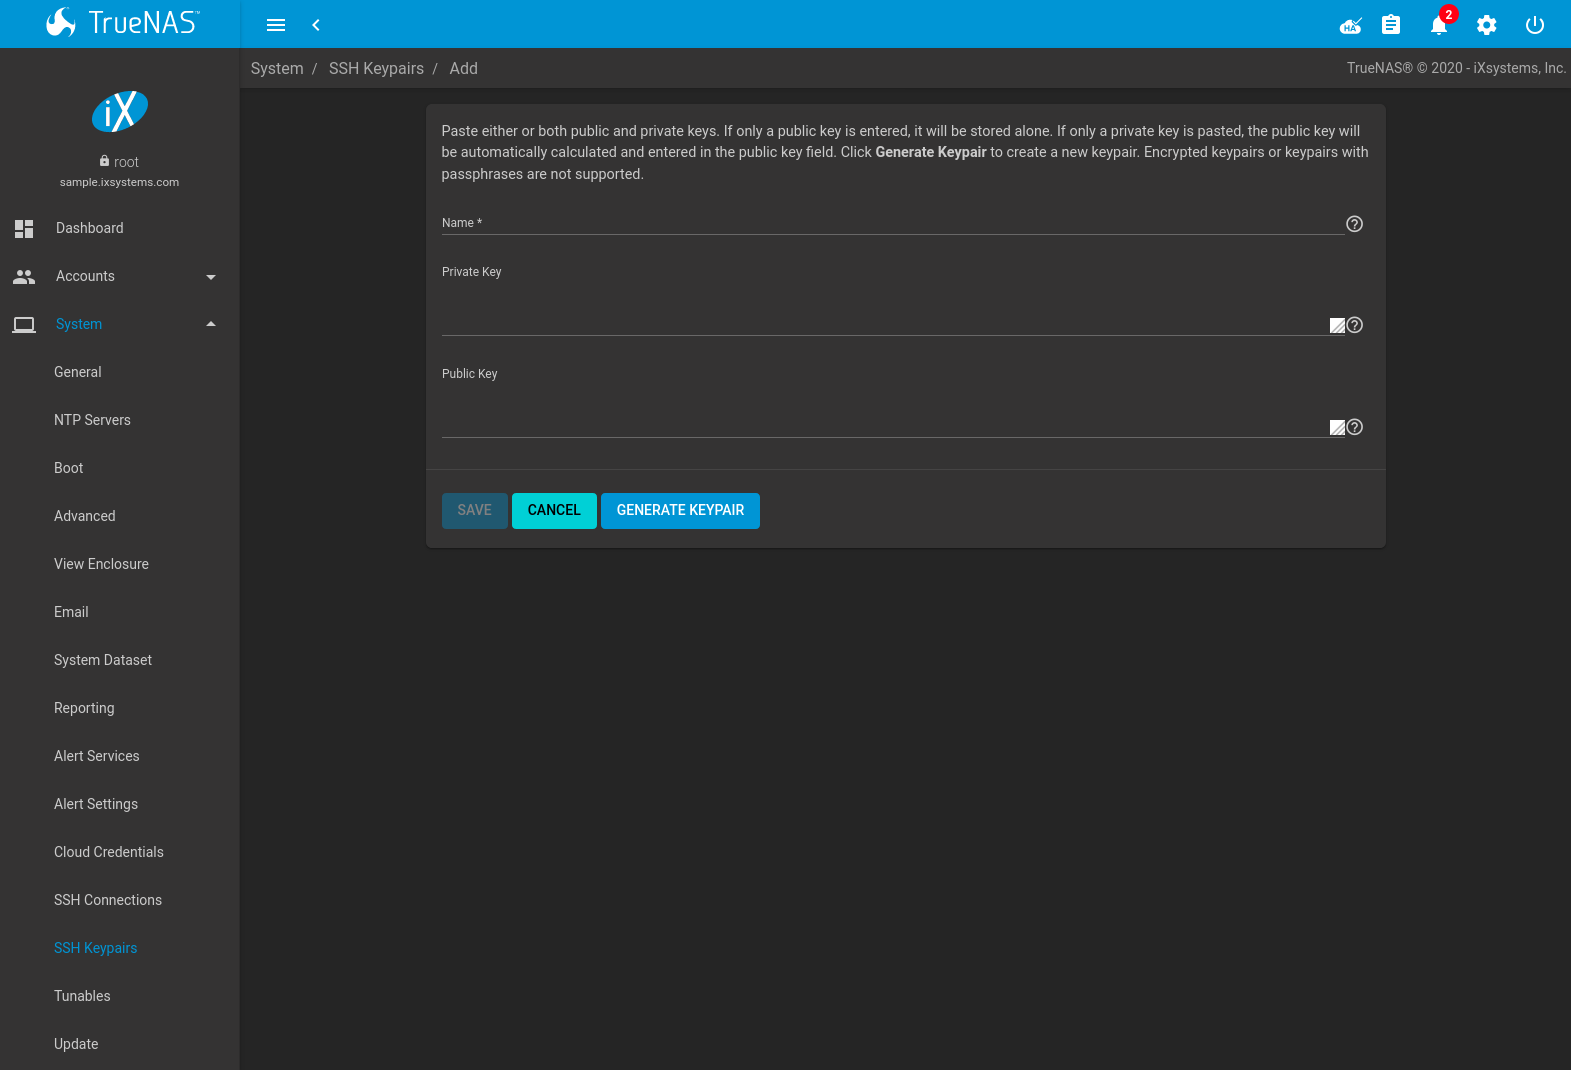 TrueNAS™
HA
2
System / SSH Keypairs / Add
TrueNAS® © 2020 - iXsystems, Inc.
iX
root
sample.ixsystems.com
Dashboard
Accounts
System
General
NTP Servers
Boot
Advanced
View Enclosure
Email
System Dataset
Reporting
Alert Services
Alert Settings
Cloud Credentials
SSH Connections
SSH Keypairs
Tunables
Update
Paste either or both public and private keys. If only a public key is entered, it will be stored alone. If only a private key is pasted, the public key will
be automatically calculated and entered in the public key field. Click Generate Keypair to create a new keypair. Encrypted keypairs or keypairs with
passphrases are not supported.
Name *
Private Key
Public Key
SAVE CANCEL GENERATE KEYPAIR